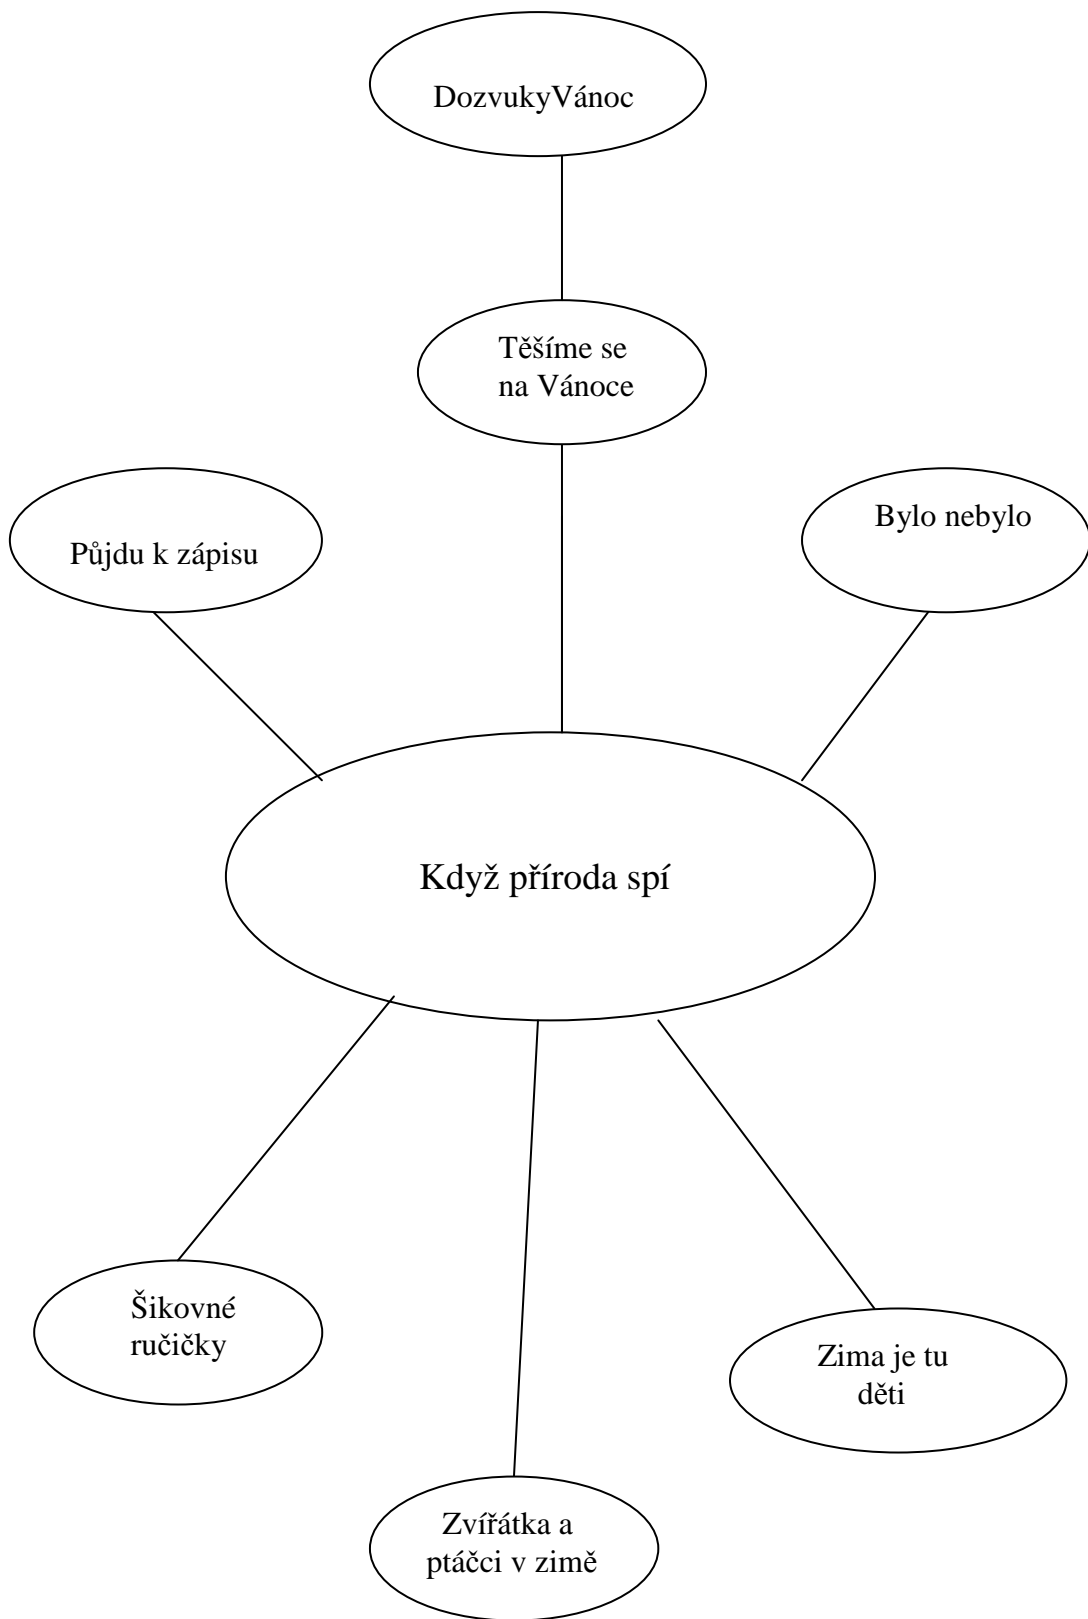 DozvukyVánoc
Těšíme se
na Vánoce
Půjdu k zápisu
Bylo nebylo
Když příroda spí
Šikovné
ručičky
Zima je tu
děti
Zvířátka a
ptáčci v zimě